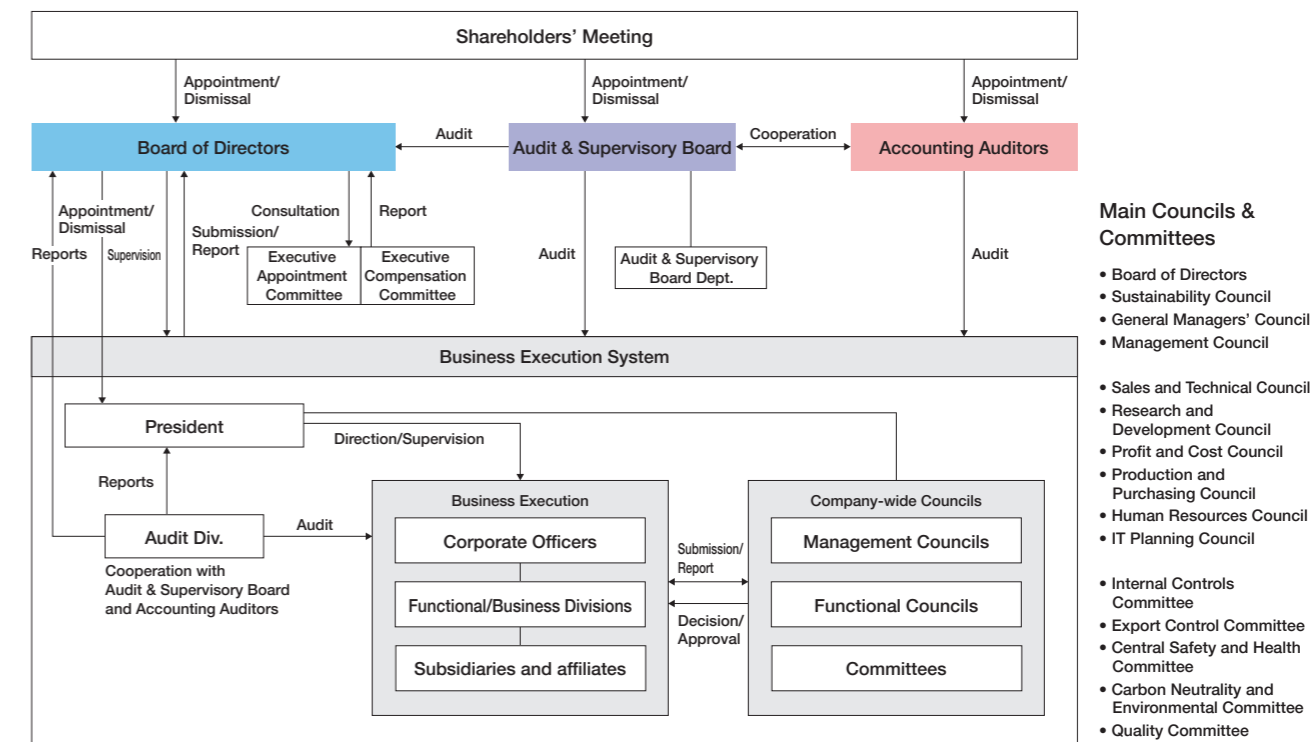 Shareholders' Meeting
Appointment/
Dismissal
Appointment/
Dismissal
Appointment/
Dismissal
Board of Directors
Audit
Audit & Supervisory Board
Cooperation
Accounting Auditors
Reports
Appointment/
Dismissal
Supervision
Submission/
Report
Consultation
Report
Executive
Appointment
Committee
Executive
Compensation
Committee
Audit
Audit & Supervisory
Board Dept.
Audit
Business Execution System
President
Direction/Supervision
Reports
Audit Div.
Audit
Cooperation with
Audit & Supervisory Board
and Accounting Auditors
Business Execution
Corporate Officers
Functional/Business Divisions
Subsidiaries and affiliates
Submission/
Report
Decision/
Approval
Company-wide Councils
Management Councils
Functional Councils
Committees
Main Councils &
Committees
• Board of Directors
• Sustainability Council
• General Managers' Council
• Management Council
• Sales and Technical Council
• Research and
Development Council
• Profit and Cost Council
• Production and
Purchasing Council
• Human Resources Council
• IT Planning Council
• Internal Controls
Committee
• Export Control Committee
• Central Safety and Health
Committee
• Carbon Neutrality and
Environmental Committee
• Quality Committee